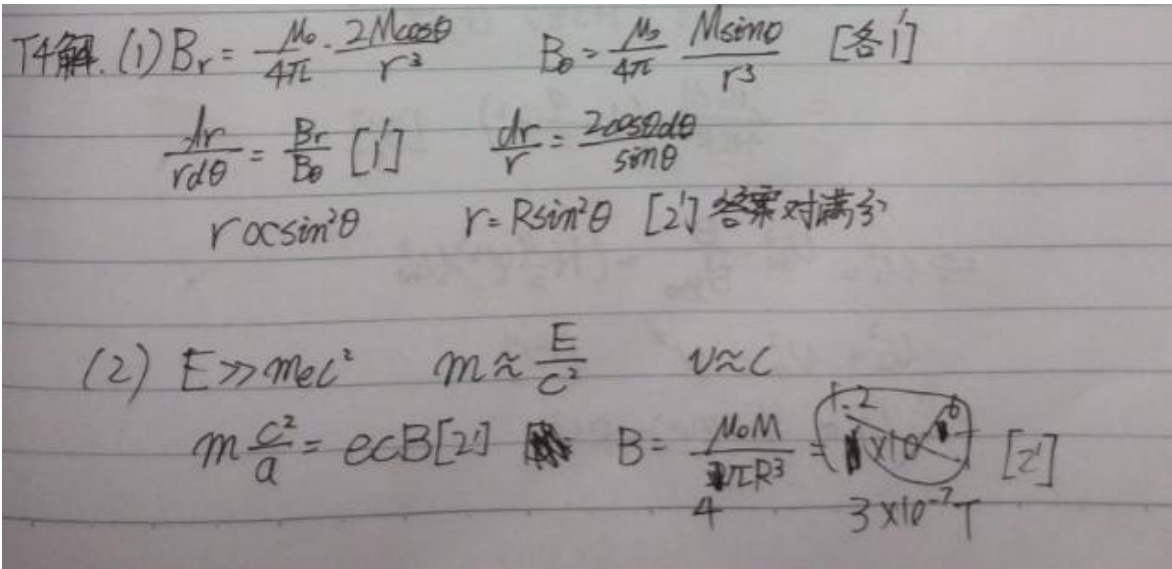 T4解. (1) Br = μ₀/4π · 2Mcosθ/r³ Bθ = μ₀/4π Msinθ/r³ [各1']
dr/rdθ = Br/Bθ [1'] dr/r = 2cosθdθ/sinθ
r∝sin²θ r=Rsin²θ [2'] 答案对满分
(2) E≫mec² m≈E/c² v≈c
m c²/a = ecB[2'] B = μ₀M/4πR³ = 3×10⁻⁷T [2']